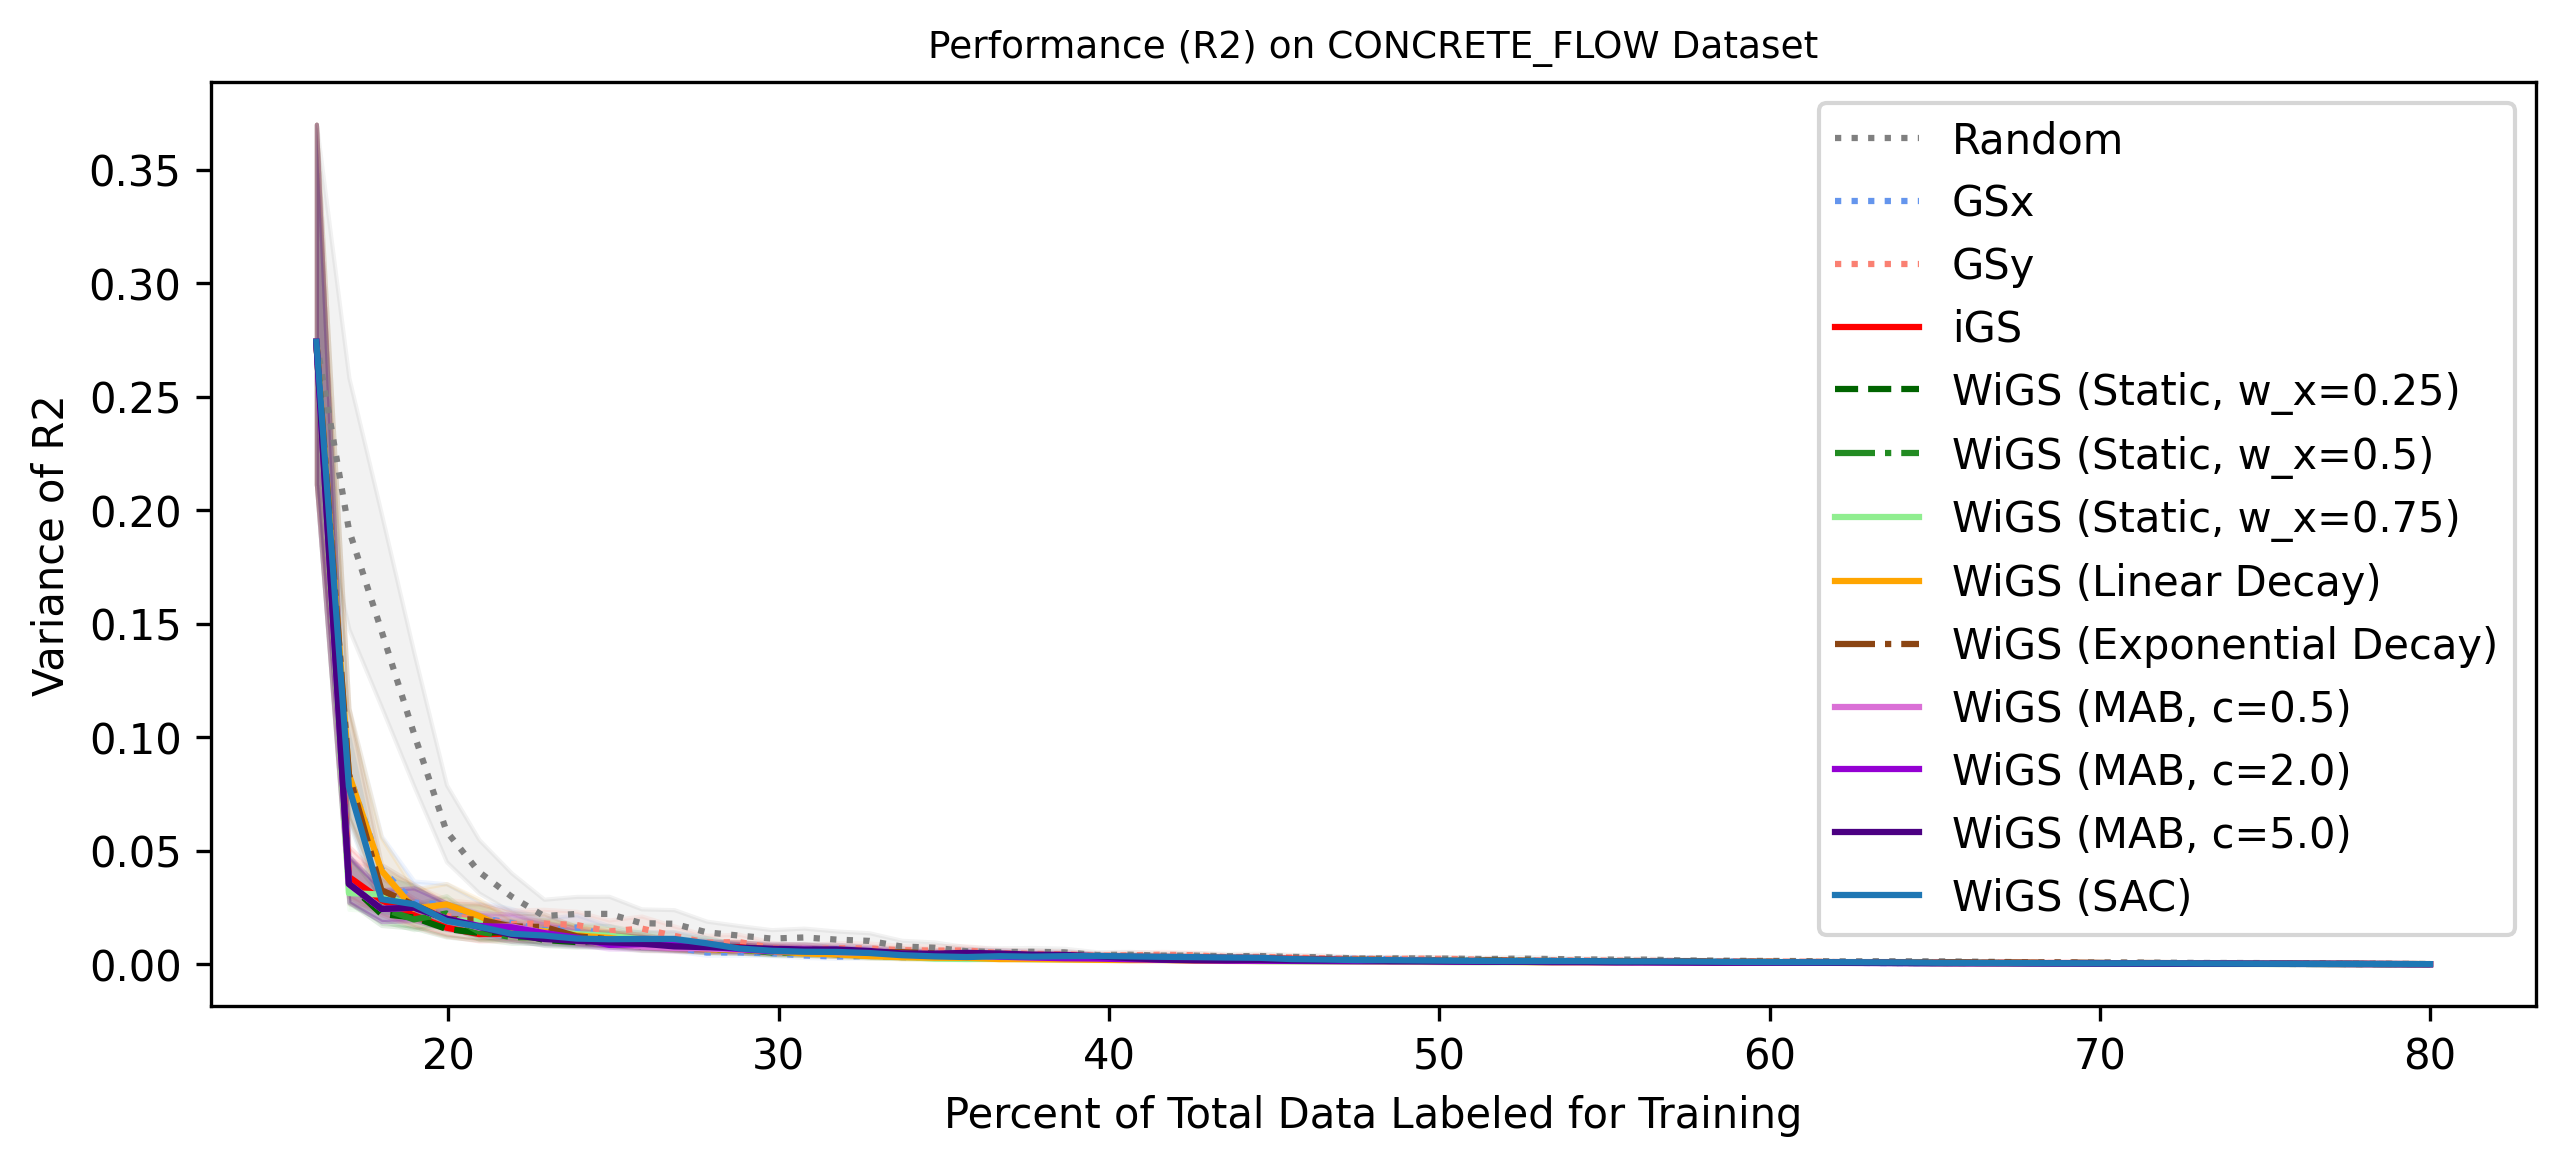 Performance (R2) on CONCRETE_FLOW Dataset
Variance of R2
0.35
0.30
0.25
0.20
0.15
0.10
0.05
0.00
20 30 40 50 60 70 80
Percent of Total Data Labeled for Training
Random
GSx
GSy
iGS
WiGS (Static, w_x=0.25)
WiGS (Static, w_x=0.5)
WiGS (Static, w_x=0.75)
WiGS (Linear Decay)
WiGS (Exponential Decay)
WiGS (MAB, c=0.5)
WiGS (MAB, c=2.0)
WiGS (MAB, c=5.0)
WiGS (SAC)